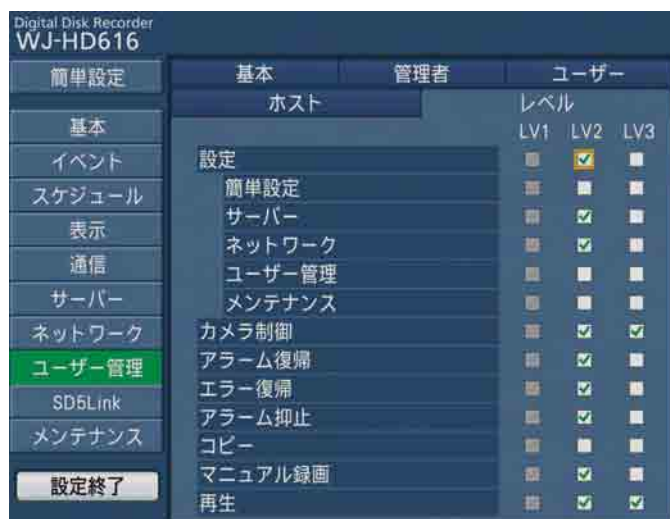 Digital Disk Recorder
WJ-HD616
簡単設定
基本
イベント
スケジュール
表示
通信
サーバー
ネットワーク
ユーザー管理
SD5Link
メンテナンス
設定終了
基本 管理者 ユーザー
ホスト レベル
LV1 LV2 LV3
設定
簡単設定
サーバー
ネットワーク
ユーザー管理
メンテナンス
カメラ制御
アラーム復帰
エラー復帰
アラーム抑止
コピー
マニュアル録画
再生